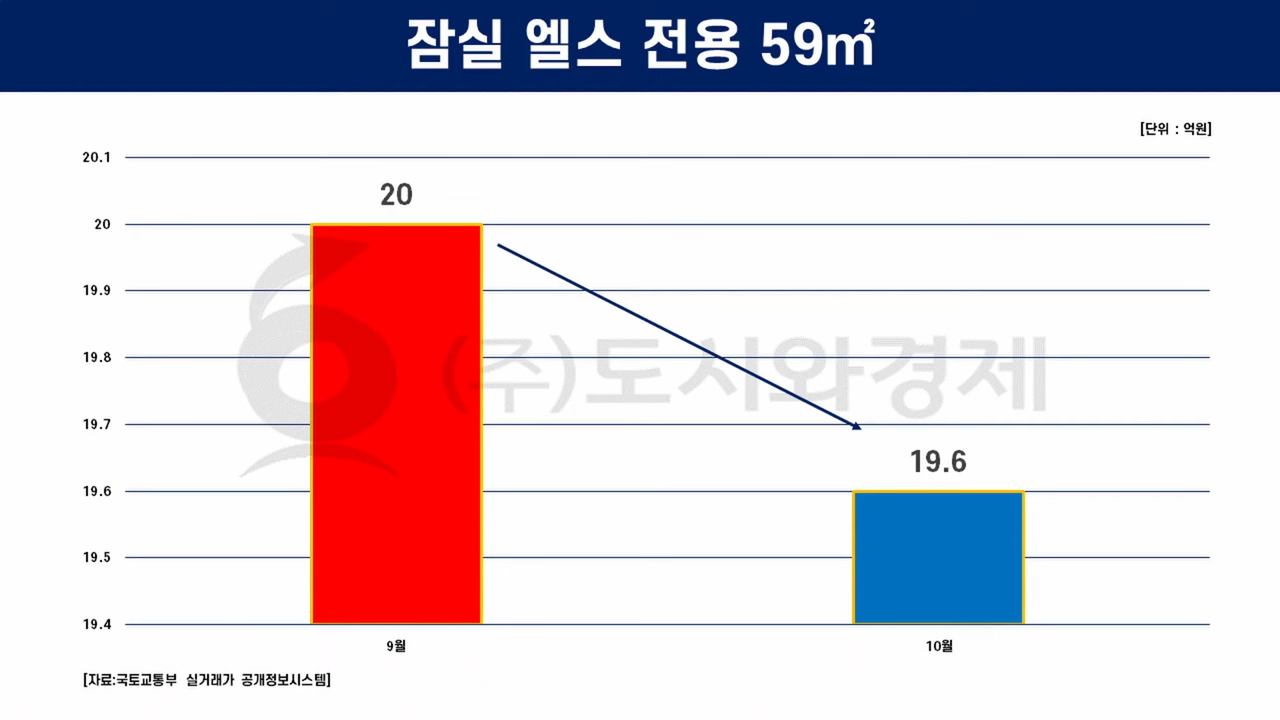 잠실 엘스 전용 59㎡
[단위 : 억원]
20.1
20
19.9
19.8
19.7
19.6
19.5
19.4
20
19.6
(주)도시와경제
9월
10월
[자료:국토교통부 실거래가 공개정보시스템]